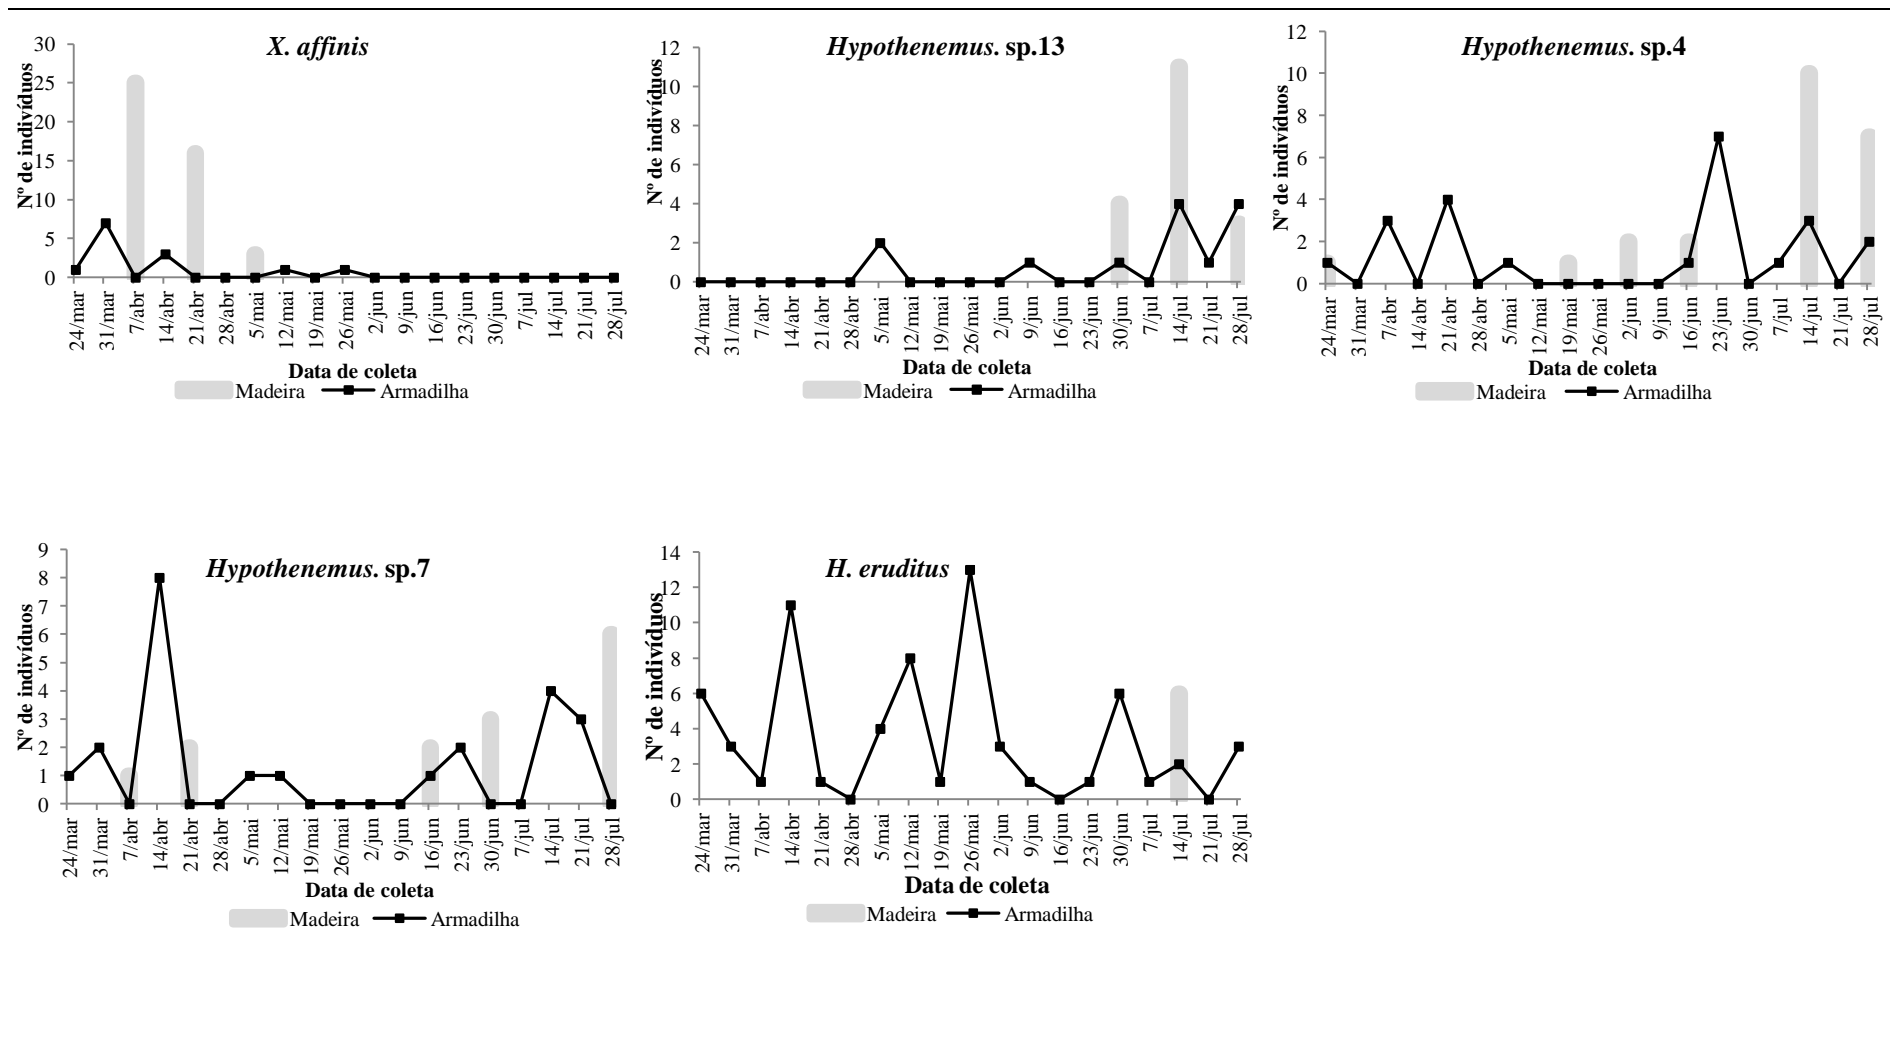 X. affinis
Nº de indivíduos
30
25
20
15
10
5
0
24/mar
31/mar
7/abr
14/abr
21/abr
28/abr
5/mai
12/mai
19/mai
26/mai
2/jun
9/jun
16/jun
23/jun
30/jun
7/jul
14/jul
21/jul
28/jul
Data de coleta
Madeira Armadilha
Hypothenemus. sp.13
Nº de indivíduos
12
10
8
6
4
2
0
24/mar
31/mar
7/abr
14/abr
21/abr
28/abr
5/mai
12/mai
19/mai
26/mai
2/jun
9/jun
16/jun
23/jun
30/jun
7/jul
14/jul
21/jul
28/jul
Data de coleta
Madeira Armadilha
Hypothenemus. sp.4
Nº de indivíduos
12
10
8
6
4
2
0
24/mar
31/mar
7/abr
14/abr
21/abr
28/abr
5/mai
12/mai
19/mai
26/mai
2/jun
9/jun
16/jun
23/jun
30/jun
7/jul
14/jul
21/jul
28/jul
Data de coleta
Madeira Armadilha
Hypothenemus. sp.7
Nº de indivíduos
9
8
7
6
5
4
3
2
1
0
24/mar
31/mar
7/abr
14/abr
21/abr
28/abr
5/mai
12/mai
19/mai
26/mai
2/jun
9/jun
16/jun
23/jun
30/jun
7/jul
14/jul
21/jul
28/jul
Data de coleta
Madeira Armadilha
H. eruditus
Nº de indivíduos
14
12
10
8
6
4
2
0
24/mar
31/mar
7/abr
14/abr
21/abr
28/abr
5/mai
12/mai
19/mai
26/mai
2/jun
9/jun
16/jun
23/jun
30/jun
7/jul
14/jul
21/jul
28/jul
Data de coleta
Madeira Armadilha